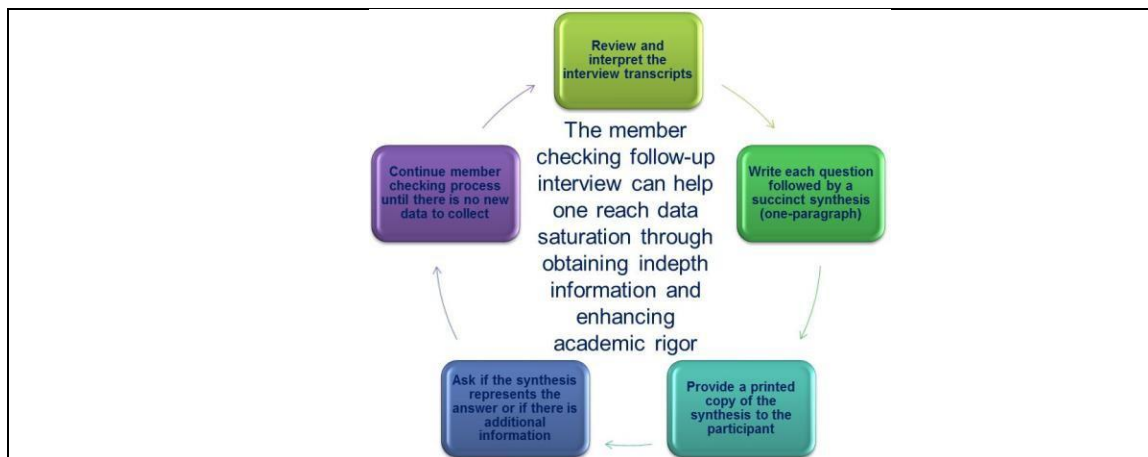 Review and
interpret the
interview transcripts
The member
checking follow-up
interview can help
one reach data
saturation through
obtaining indepth
information and
enhancing
academic rigor
Write each question
followed by a
succinct synthesis
(one-paragraph)
Provide a printed
copy of the
synthesis to the
participant
Ask if the synthesis
represents the
answer or if there is
additional
information
Continue member
checking process
until there is no new
data to collect